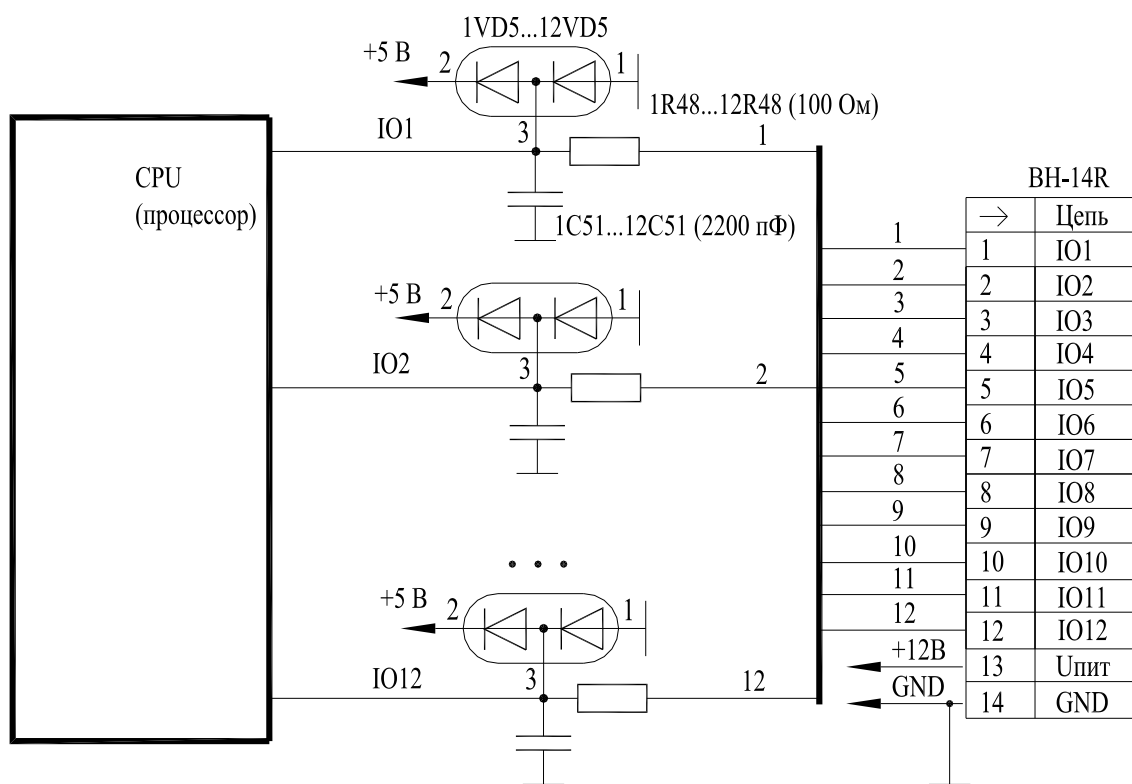 1VD5...12VD5
+5 В
2
1
1R48...12R48 (100 Ом)
IO1
3
1
CPU
(процессор)
1C51...12C51 (2200 пФ)
+5 В
2
1
IO2
3
2
. . .
+5 В
2
1
IO12
3
12
BH-14R
→ Цепь
1 1 IO1
2 2 IO2
3 3 IO3
4 4 IO4
5 5 IO5
6 6 IO6
7 7 IO7
8 8 IO8
9 9 IO9
10 10 IO10
11 11 IO11
12 12 IO12
+12В 13 Uпит
GND 14 GND